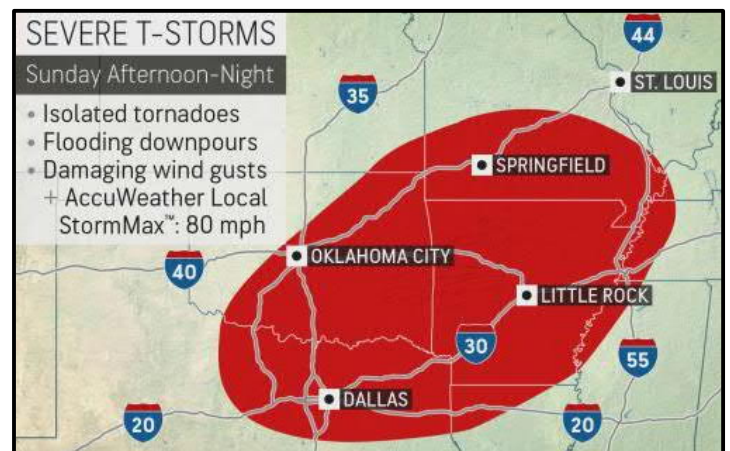 SEVERE T-STORMS
Sunday Afternoon-Night
• Isolated tornadoes
• Flooding downpours
• Damaging wind gusts
+ AccuWeather Local
StormMax™: 80 mph
44
ST. LOUIS
35
SPRINGFIELD
OKLAHOMA CITY
40
LITTLE ROCK
30
55
DALLAS
20
20